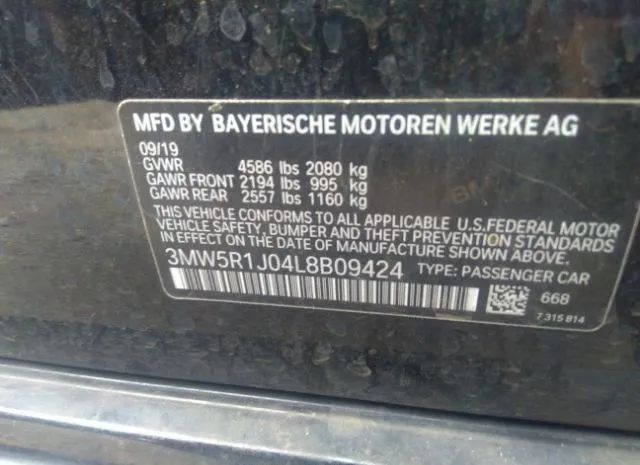 MFD BY BAYERISCHE MOTOREN WERKE AG
09/19
GVWR 4586 lbs 2080 kg
GAWR FRONT 2194 lbs 995 kg
GAWR REAR 2557 lbs 1160 kg
THIS VEHICLE CONFORMS TO ALL APPLICABLE U.S.FEDERAL MOTOR
VEHICLE SAFETY, BUMPER AND THEFT PREVENTION STANDARDS
IN EFFECT ON THE DATE OF MANUFACTURE SHOWN ABOVE.
3MW5R1J04L8B09424 TYPE: PASSENGER CAR
668
7 315 814